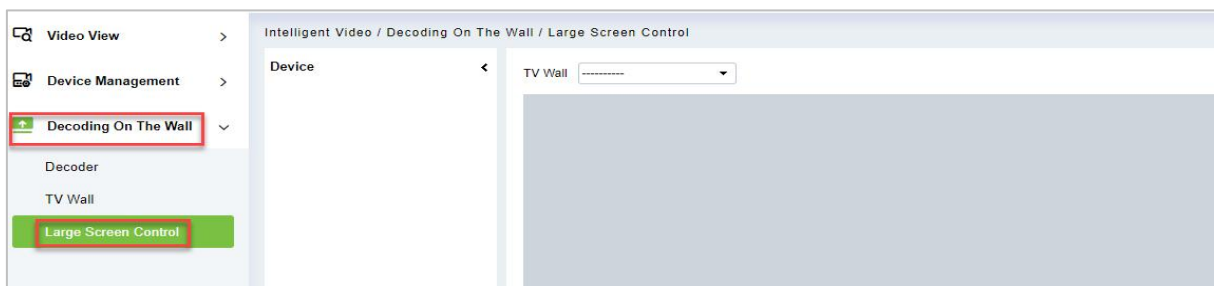 Video View
Device Management
Decoding On The Wall
Decoder
TV Wall
Large Screen Control
Intelligent Video / Decoding On The Wall / Large Screen Control
Device
TV Wall ----------